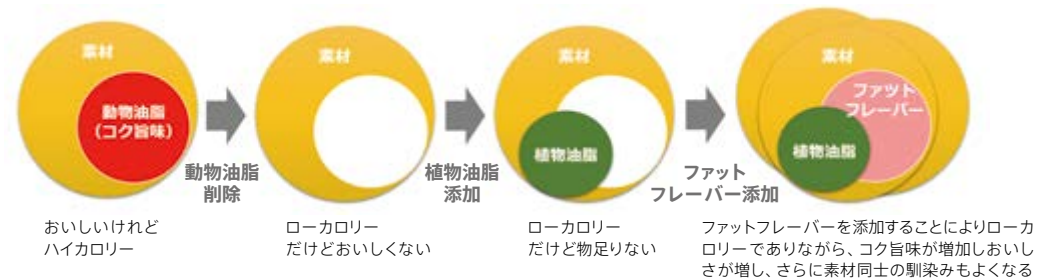 素材
動物油脂
(コク旨味)
動物油脂
削除
素材
植物油脂
添加
素材
植物油脂
ファット
フレーバー添加
素材
ファット
フレーバー
植物油脂
おいしいけれど
ハイカロリー
ローカロリー
だけどおいしくない
ローカロリー
だけど物足りない
ファットフレーバーを添加することによりローカ
ロリーでありながら、コク旨味が増加しおいし
さが増し、さらに素材同士の馴染みもよくなる